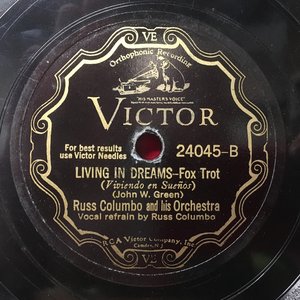 VE
Orthophonic Recording
"HIS MASTER'S VOICE"
VICTOR
For best results
use Victor Needles
24045-B
LIVING IN DREAMS-Fox Trot
(Viviendo en Sueños)
(John W. Green)
Russ Columbo and his Orchestra
Vocal refrain by Russ Columbo
RCA Victor Company, Inc.
Camden, N.J.
VE